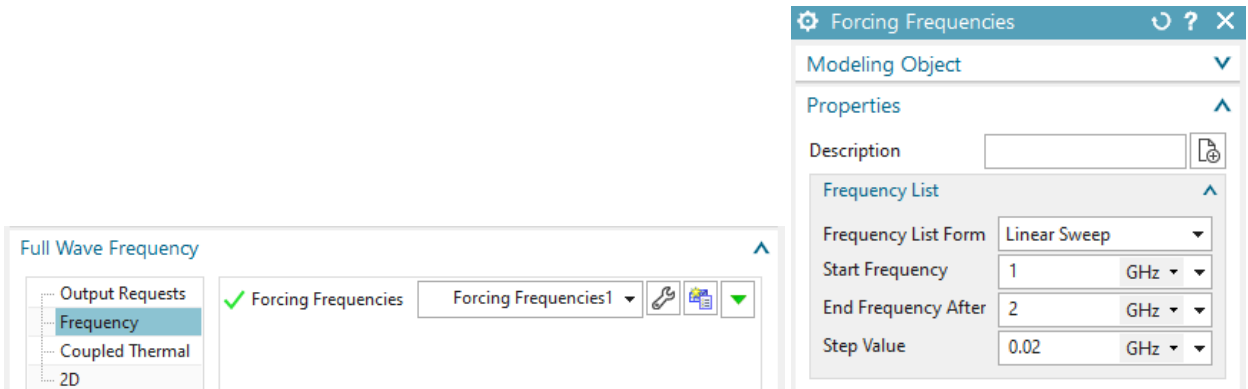 Full Wave Frequency
Output Requests
Frequency
Coupled Thermal
2D
Forcing Frequencies Forcing Frequencies1
Forcing Frequencies ?
Modeling Object
Properties
Description
Frequency List
Frequency List Form Linear Sweep
Start Frequency 1 GHz
End Frequency After 2 GHz
Step Value 0.02 GHz